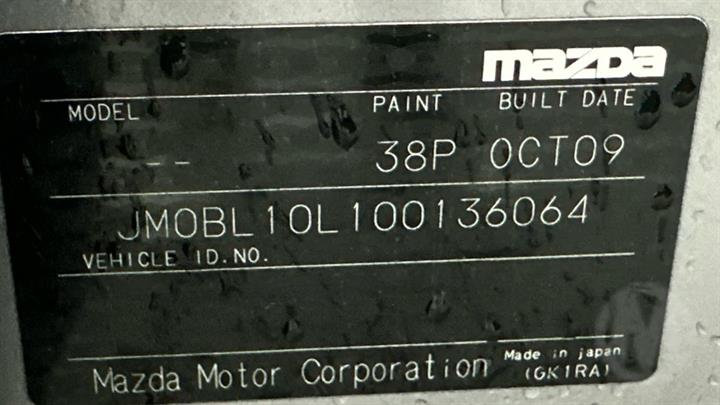 mazda
MODEL PAINT BUILT DATE
-- 38P OCT09
JM0BL10L100136064
VEHICLE ID.NO.
Mazda Motor Corporation Made in japan
(GK1RA)